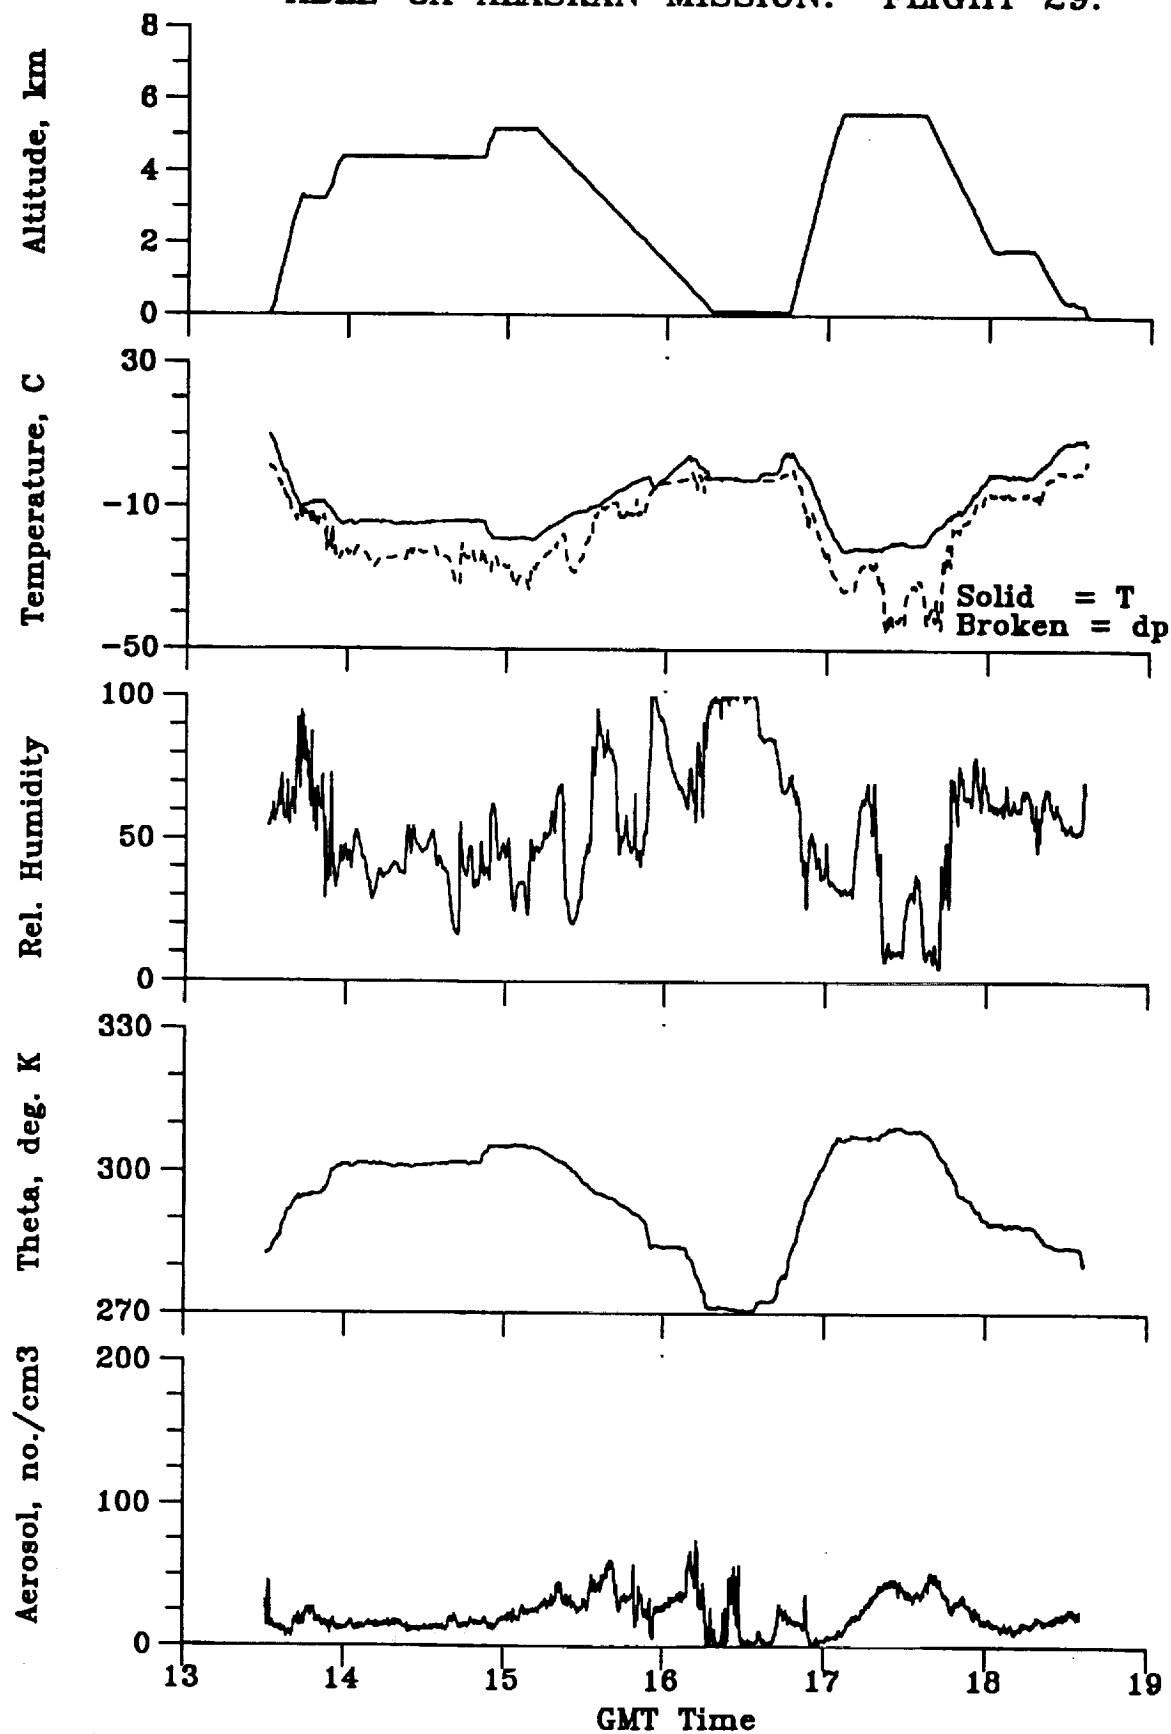 ALASKAN MISSION. FLIGHT 29.
Altitude, km
8
6
4
2
0
Temperature, C
30
-10
-50
Solid = T
Broken = dp
Rel. Humidity
100
50
0
Theta, deg. K
330
300
270
Aerosol, no./cm3
200
100
0
13 14 15 16 17 18 19
GMT Time